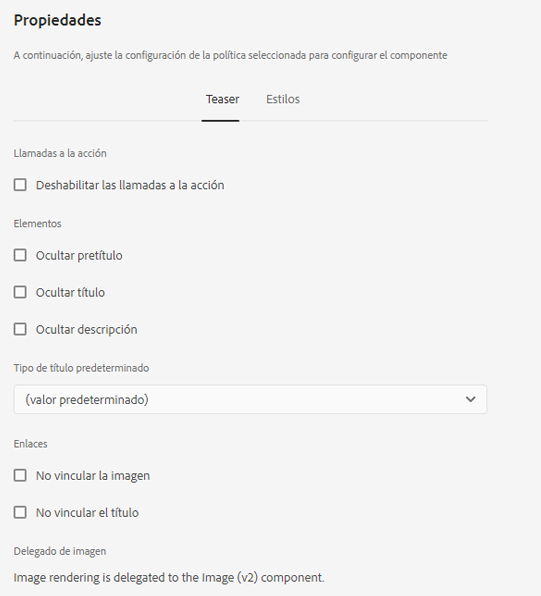 Propiedades
A continuación, ajuste la configuración de la política seleccionada para configurar el componente
Teaser Estilos
Llamadas a la acción
Deshabilitar las llamadas a la acción
Elementos
Ocultar pretítulo
Ocultar título
Ocultar descripción
Tipo de título predeterminado
(valor predeterminado)
Enlaces
No vincular la imagen
No vincular el título
Delegado de imagen
Image rendering is delegated to the Image (v2) component.